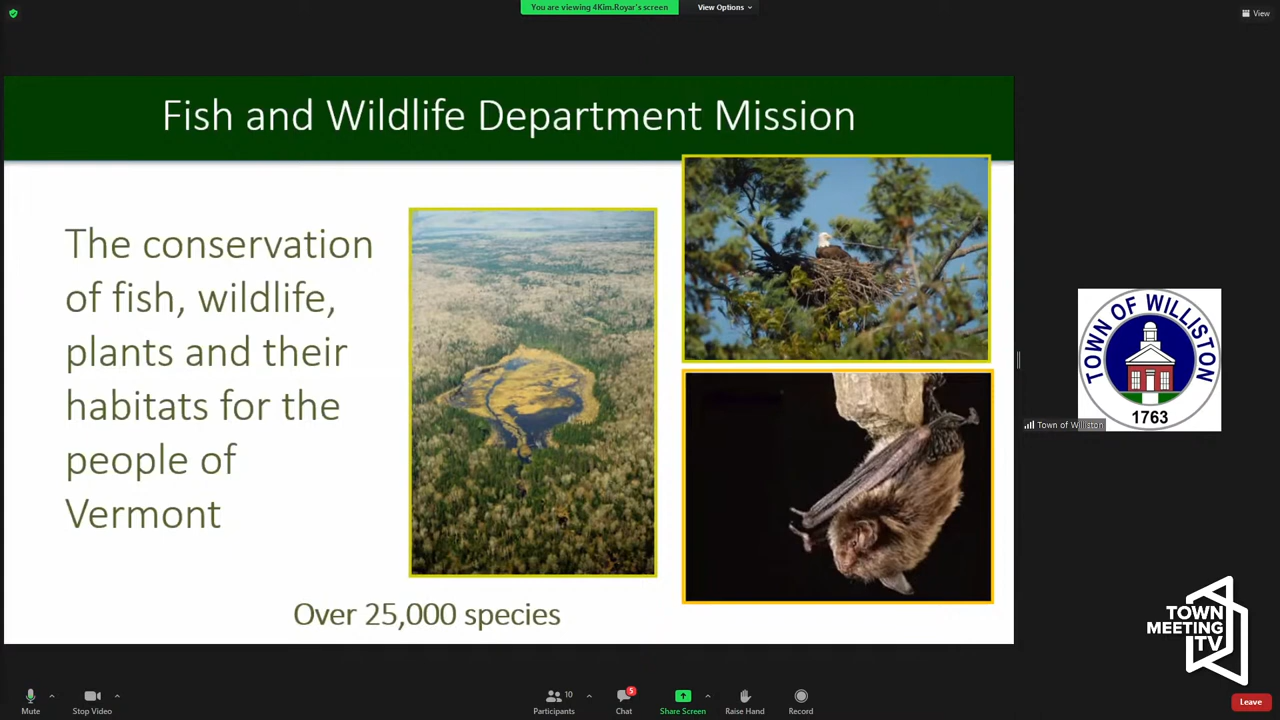 You are viewing 4Kim.Royar's screen
View Options
View
Fish and Wildlife Department Mission
The conservation
of fish, wildlife,
plants and their
habitats for the
people of
Vermont
Over 25,000 species
TOWN OF WILLISTON
1763
Town of Williston
TOWN
MEETING
TV
Mute
Stop Video
Participants
10
Chat
5
Share Screen
Raise Hand
Record
Leave